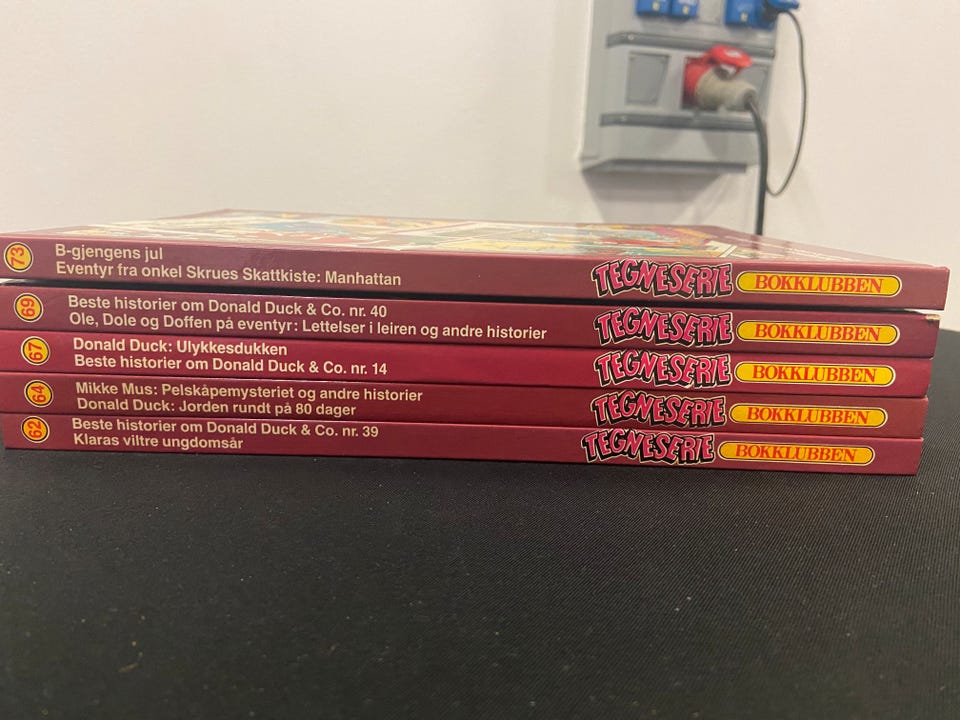 73
B-gjengens jul
Eventyr fra onkel Skrues Skattkiste: Manhattan
TEGNESERIE BOKKLUBBEN
69
Beste historier om Donald Duck & Co. nr. 40
Ole, Dole og Doffen på eventyr: Lettelser i leiren og andre historier
TEGNESERIE BOKKLUBBEN
67
Donald Duck: Ulykkesdukken
Beste historier om Donald Duck & Co. nr. 14
TEGNESERIE BOKKLUBBEN
64
Mikke Mus: Pelskåpemysteriet og andre historier
Donald Duck: Jorden rundt på 80 dager
TEGNESERIE BOKKLUBBEN
62
Beste historier om Donald Duck & Co. nr. 39
Klaras viltre ungdomsår
TEGNESERIE BOKKLUBBEN